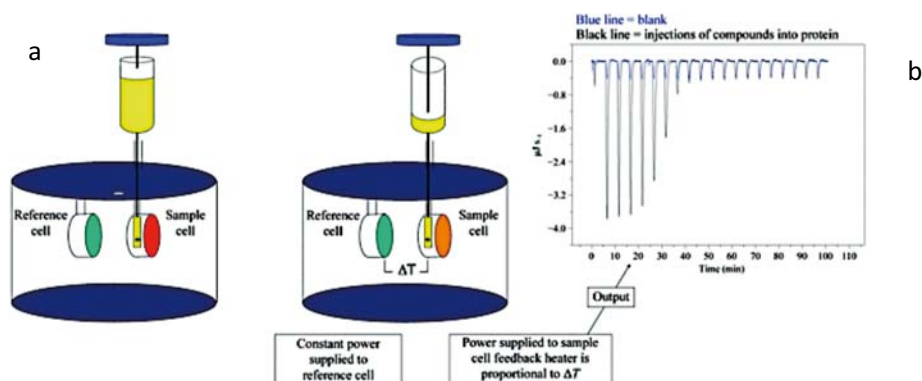 a
Reference
cell
Sample
cell
Reference
cell
Sample
cell
ΔT
Constant power
supplied to
reference cell
Power supplied to sample
cell feedback heater is
proportional to ΔT
Output
Blue line = blank
Black line = injections of compounds into protein
b
0.0
-0.8
-1.6
-2.4
-3.2
-4.0
0 10 20 30 40 50 60 70 80 90 100 110
Time (min)